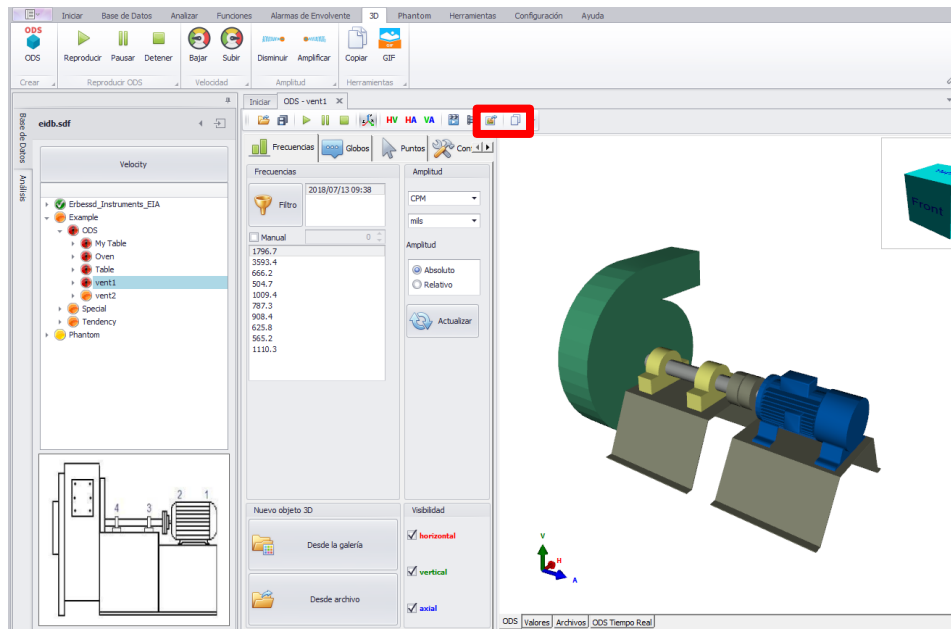 Iniciar Base de Datos Analizar Funciones Alarmas de Envolvente 3D Phantom Herramientas Configuración Ayuda
ODS
ODS Reproducir Pausar Detener Bajar Subir Disminuir Amplificar Copiar GIF
Crear Reproducir ODS Velocidad Amplitud Herramientas
Iniciar ODS - vent1
Base de Datos
Análisis
eidb.sdf
HV HA VA
Velocity
Erbessd_Instruments_EIA
Example
ODS
My Table
Oven
Table
vent1
vent2
Special
Tendency
Phantom
4 3 2 1
Frecuencias Globos Puntos
Frecuencias
Filtro
2018/07/13 09:38
Manual 0
1796.7
3593.4
666.2
504.7
1009.4
787.3
908.4
625.8
565.2
1110.3
Amplitud
CPM
mils
Amplitud
Absoluto
Relativo
Actualizar
Nuevo objeto 3D
Desde la galería
Desde archivo
Visibilidad
horizontal
vertical
axial
Front
V
H
A
ODS Valores Archivos ODS Tiempo Real